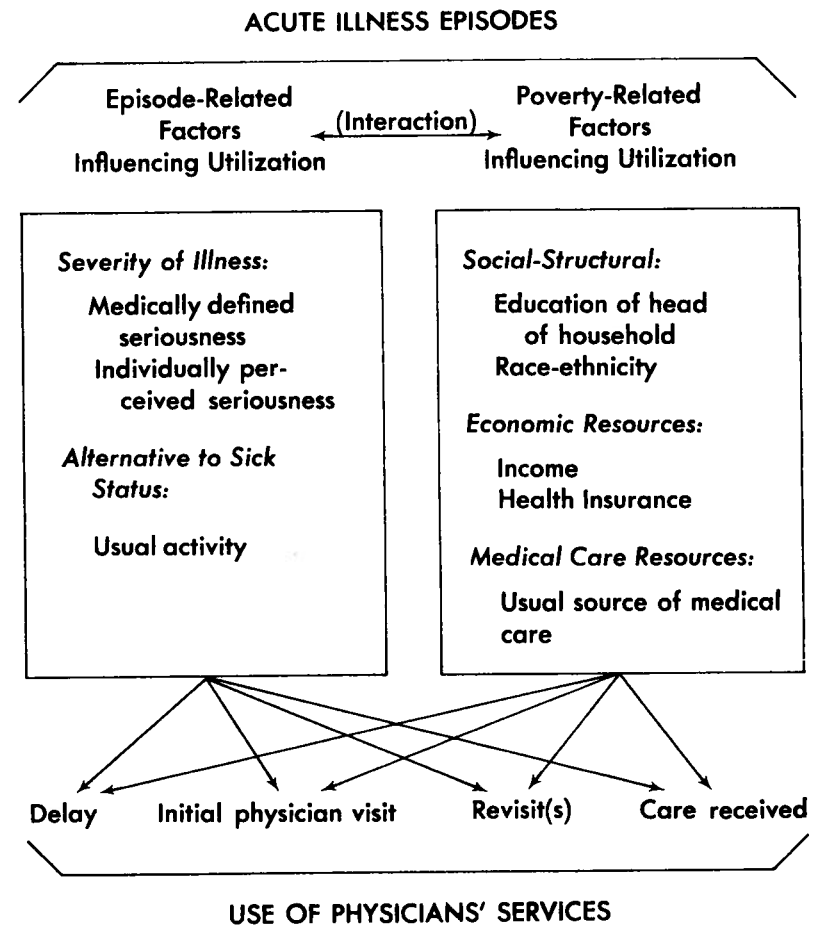 ACUTE ILLNESS EPISODES
Episode-Related
Factors
Influencing Utilization
(Interaction)
Poverty-Related
Factors
Influencing Utilization
Severity of Illness:
Medically defined
seriousness
Individually per-
ceived seriousness
Alternative to Sick
Status:
Usual activity
Social-Structural:
Education of head
of household
Race-ethnicity
Economic Resources:
Income
Health Insurance
Medical Care Resources:
Usual source of medical
care
Delay
Initial physician visit
Revisit(s)
Care received
USE OF PHYSICIANS' SERVICES